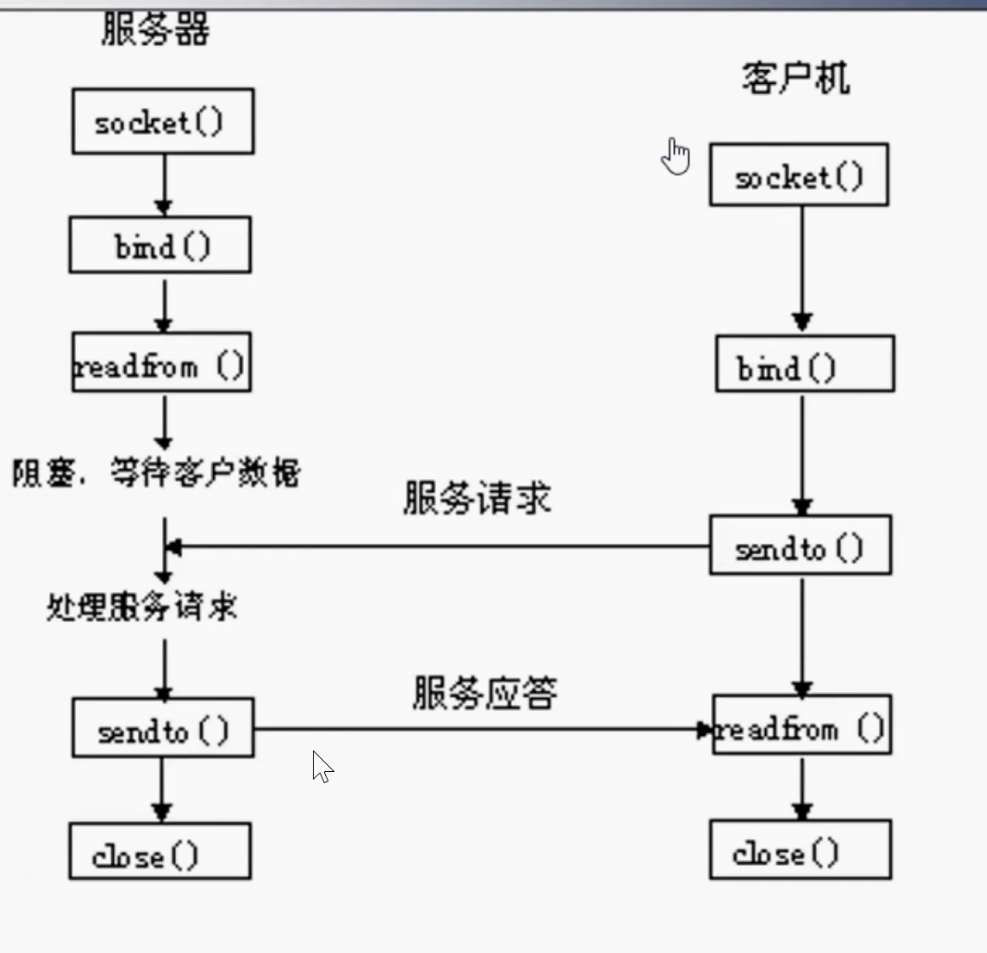 服务器
客户机
socket()
socket()
bind()
readfrom ()
bind()
阻塞. 等待客户数据
服务请求
sendto()
处理服务请求
服务应答
sendto()
readfrom ()
close()
close()